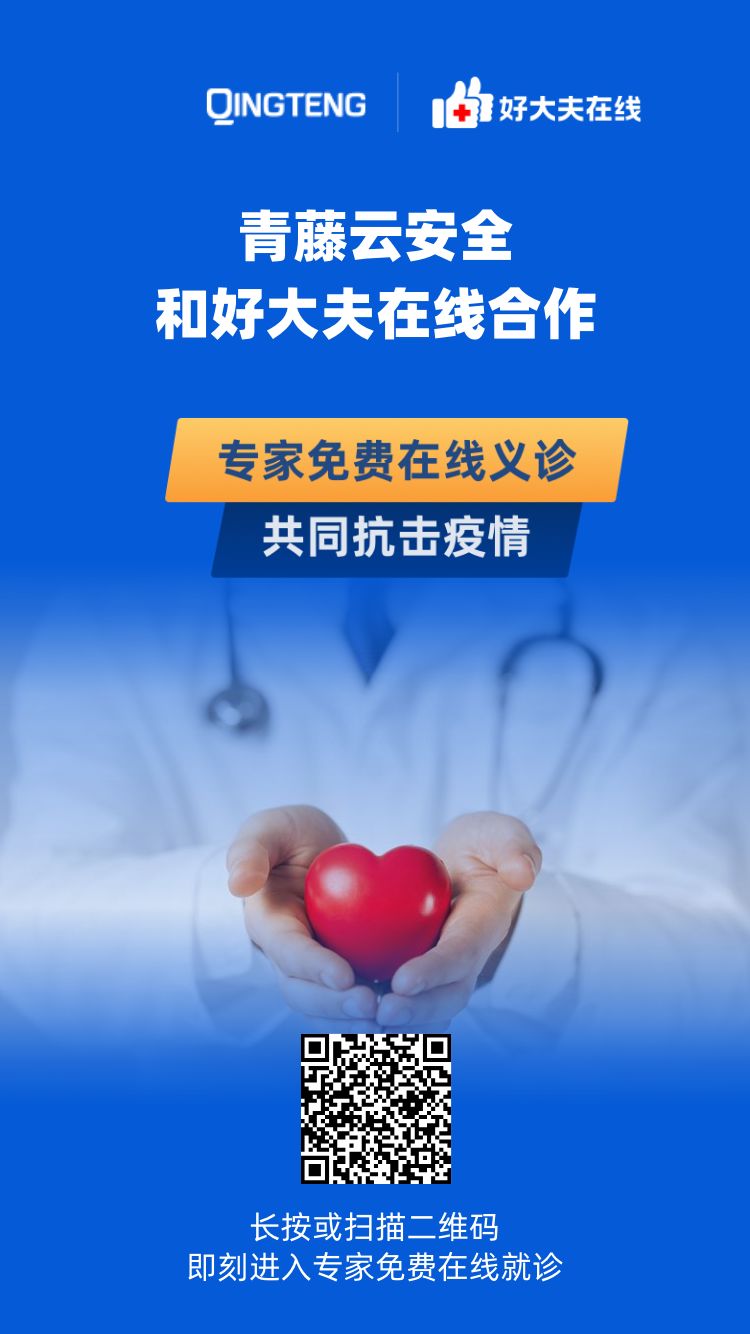 QINGTENG
好大夫在线
青藤云安全
和好大夫在线合作
专家免费在线义诊
共同抗击疫情
长按或扫描二维码
即刻进入专家免费在线就诊